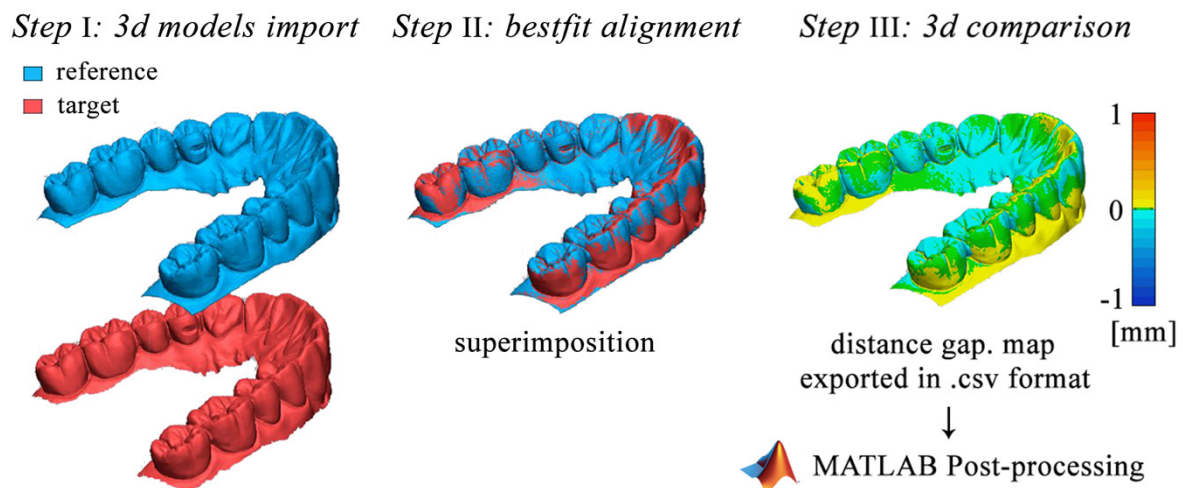 Step I: 3d models import
reference
target
Step II: bestfit alignment
superimposition
Step III: 3d comparison
1
0
-1
[mm]
distance gap. map
exported in .csv format
↓
MATLAB Post-processing